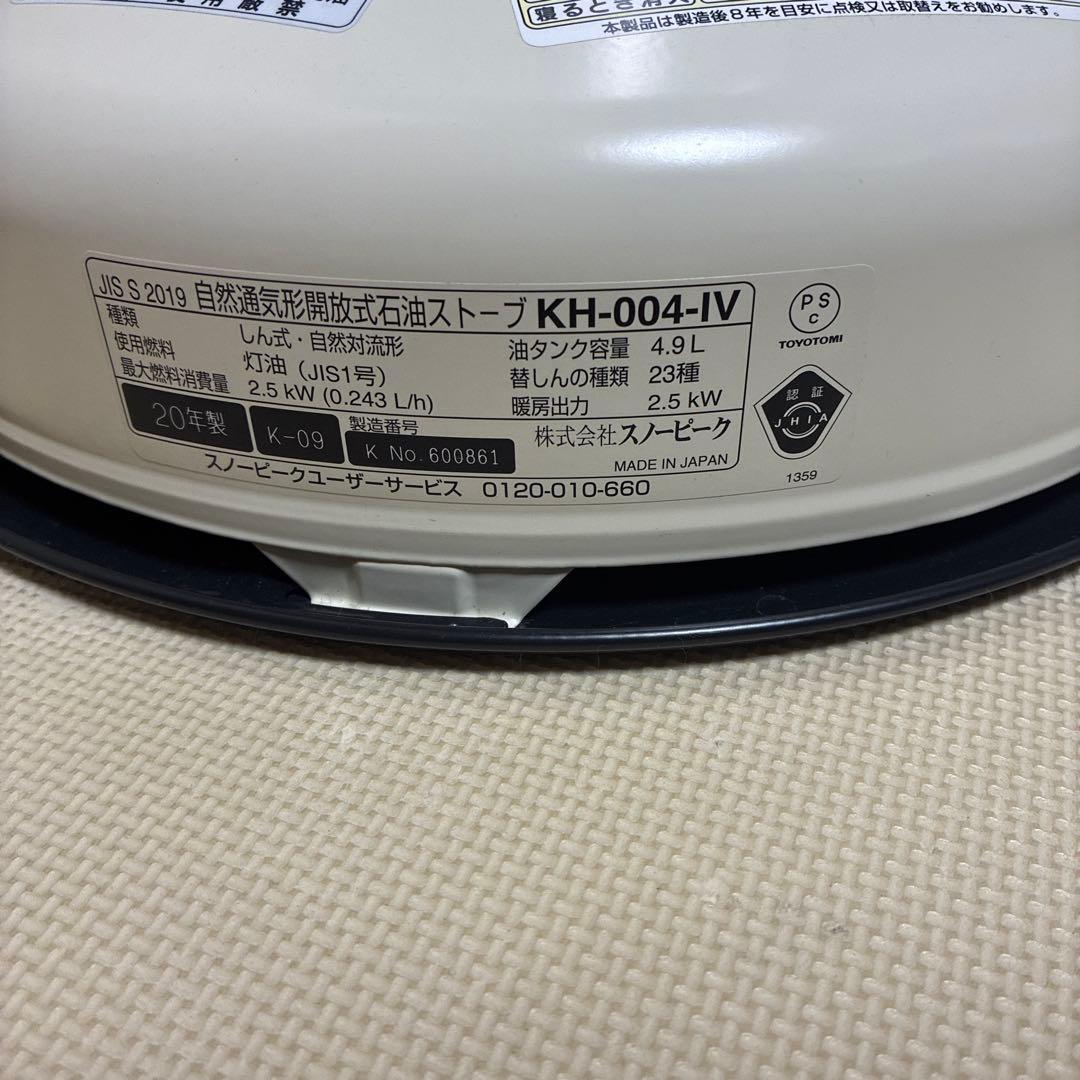 使用厳禁
寝るとき消火
本製品は製造後8年を目安に点検又は取替えをお勧めします。
JIS S 2019 自然通気形開放式石油ストーブ KH-004-IV
種類 しん式・自然対流形
使用燃料 灯油（JIS1号）
最大燃料消費量 2.5 kW (0.243 L/h)
油タンク容量 4.9 L
替しんの種類 23種
暖房出力 2.5 kW
20年製 K-09 製造番号 K No. 600861
株式会社スノーピーク
MADE IN JAPAN
スノーピークユーザーサービス 0120-010-660
PS
C
TOYOTOMI
認証
JHIA
1359